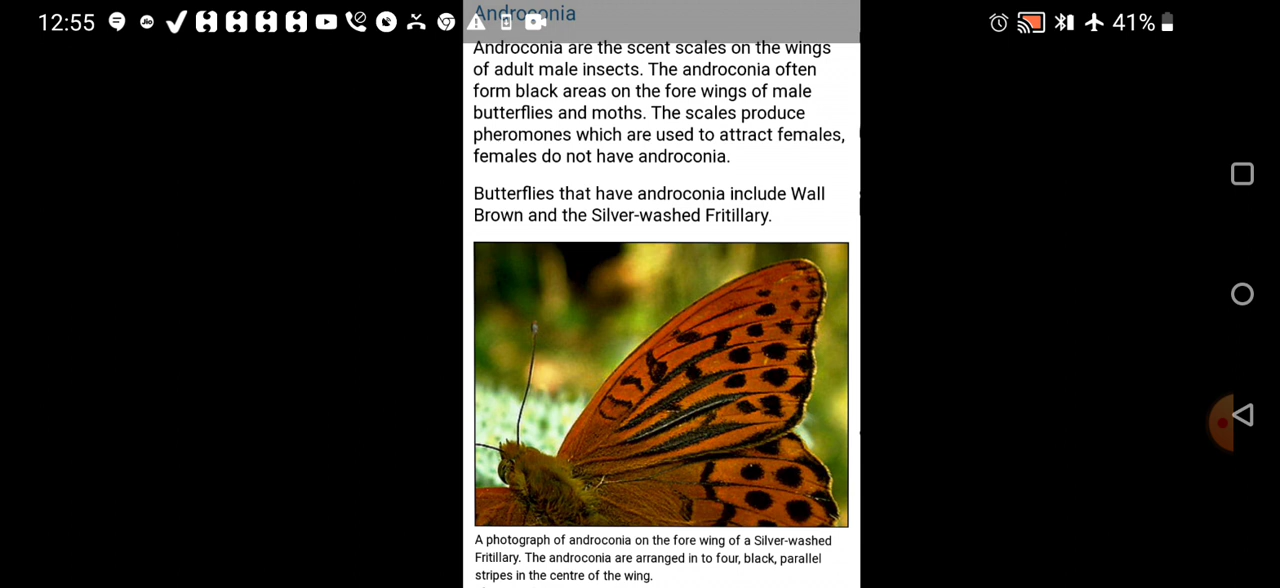 12:55
Jio
41%
Androconia
Androconia are the scent scales on the wings
of adult male insects. The androconia often
form black areas on the fore wings of male
butterflies and moths. The scales produce
pheromones which are used to attract females,
females do not have androconia.
Butterflies that have androconia include Wall
Brown and the Silver-washed Fritillary.
A photograph of androconia on the fore wing of a Silver-washed
Fritillary. The androconia are arranged in to four, black, parallel
stripes in the centre of the wing.